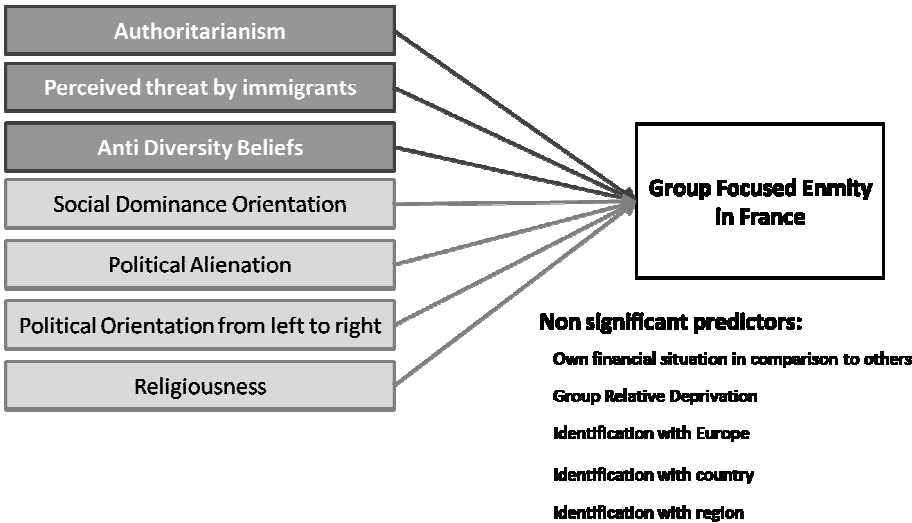 Authoritarianism
Perceived threat by immigrants
Anti Diversity Beliefs
Social Dominance Orientation
Political Alienation
Political Orientation from left to right
Religiousness
Group Focused Enmity
in France
Non significant predictors:
Own financial situation in comparison to others
Group Relative Deprivation
Identification with Europe
Identification with country
Identification with region